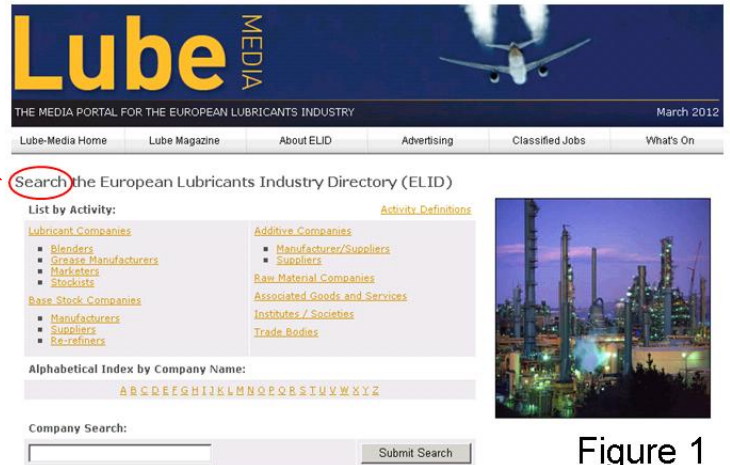 Lube MEDIA
THE MEDIA PORTAL FOR THE EUROPEAN LUBRICANTS INDUSTRY March 2012
Lube-Media Home Lube Magazine About ELID Advertising Classified Jobs What's On
Search the European Lubricants Industry Directory (ELID)
List by Activity: Activity Definitions
Lubricant Companies
Blenders
Grease Manufacturers
Marketers
Stockists
Base Stock Companies
Manufacturers
Suppliers
Re-refiners
Additive Companies
Manufacturer/Suppliers
Suppliers
Raw Material Companies
Associated Goods and Services
Institutes / Societies
Trade Bodies
Alphabetical Index by Company Name:
A B C D E F G H I J K L M N O P Q R S T U V W X Y Z
Company Search:
Submit Search
Figure 1